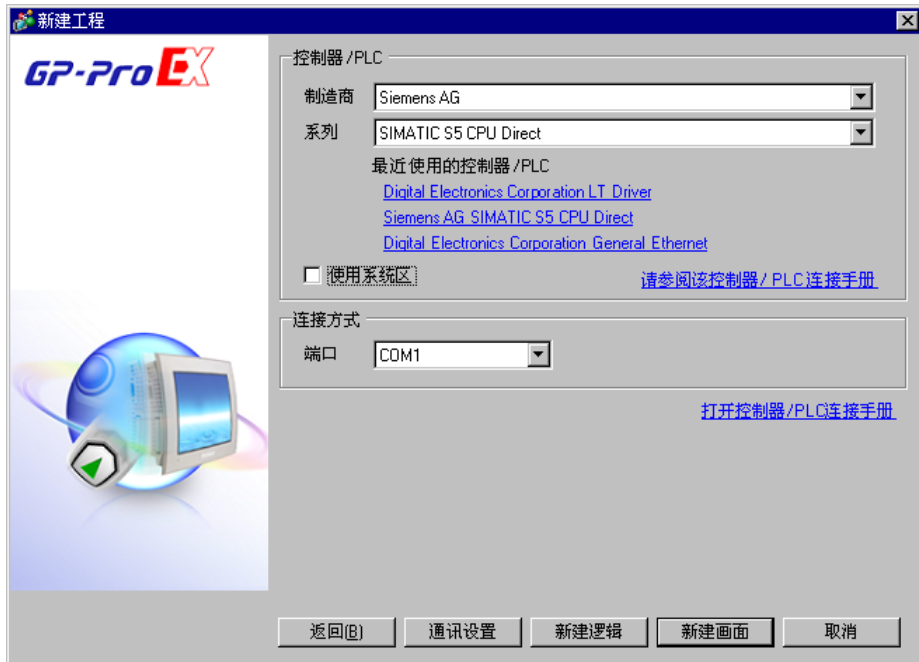 新建工程
GP-Pro EX
控制器/PLC
制造商 Siemens AG
系列 SIMATIC S5 CPU Direct
最近使用的控制器/PLC
Digital Electronics Corporation LT Driver
Siemens AG SIMATIC S5 CPU Direct
Digital Electronics Corporation General Ethernet
使用系统区 请参阅该控制器/PLC连接手册
连接方式
端口 COM1
打开控制器/PLC连接手册
返回(B) 通讯设置 新建逻辑 新建画面 取消